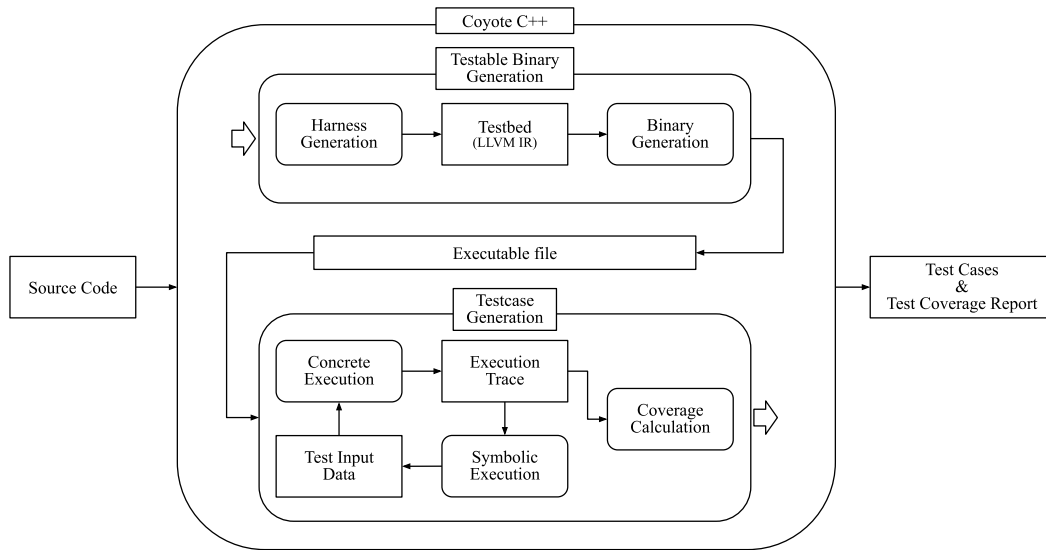 Coyote C++
Testable Binary
Generation
Harness
Generation
Testbed
(LLVM IR)
Binary
Generation
Executable file
Source Code
Test Cases
&
Test Coverage Report
Testcase
Generation
Concrete
Execution
Execution
Trace
Coverage
Calculation
Test Input
Data
Symbolic
Execution